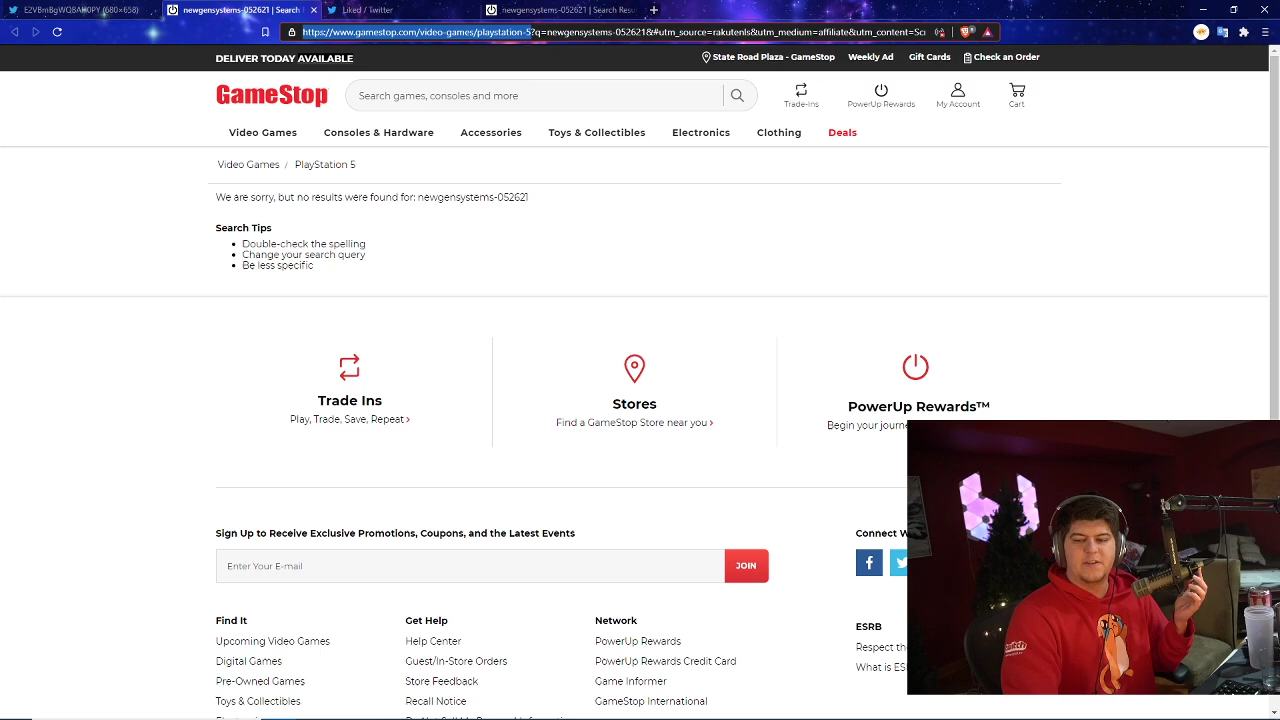 E2VBmBgWQBAH0PY (680×658)
newgensystems-052621 | Search
Liked / Twitter
newgensystems-052621 | Search Resu
https://www.gamestop.com/video-games/playstation-5?q=newgensystems-052621&#utm_source=rakutenls&utm_medium=affiliate&utm_content=Sc
DELIVER TODAY AVAILABLE
State Road Plaza - GameStop
Weekly Ad
Gift Cards
Check an Order
GameStop
Search games, consoles and more
Trade-Ins
PowerUp Rewards
My Account
Cart
Video Games
Consoles & Hardware
Accessories
Toys & Collectibles
Electronics
Clothing
Deals
Video Games / PlayStation 5
We are sorry, but no results were found for: newgensystems-052621
Search Tips
Double-check the spelling
Change your search query
Be less specific
Trade Ins
Play, Trade, Save, Repeat >
Stores
Find a GameStop Store near you >
PowerUp Rewards™
Begin your journe
Sign Up to Receive Exclusive Promotions, Coupons, and the Latest Events
Enter Your E-mail
JOIN
Connect W
Find It
Upcoming Video Games
Digital Games
Pre-Owned Games
Toys & Collectibles
Get Help
Help Center
Guest/In-Store Orders
Store Feedback
Recall Notice
Network
PowerUp Rewards
PowerUp Rewards Credit Card
Game Informer
GameStop International
ESRB
Respect th
What is ES
twitch